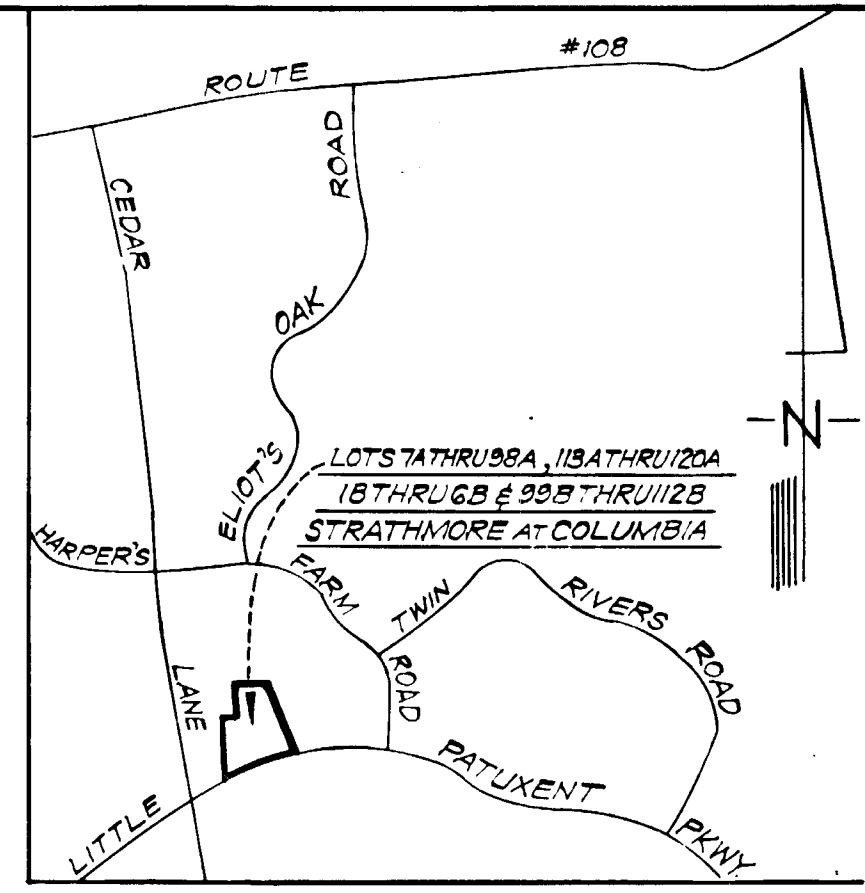 ROUTE #108
CEDAR LANE
ELIOT'S OAK ROAD
N
LOTS 7A THRU 98A, 113A THRU 120A
1B THRU 6B & 99B THRU 112B
STRATHMORE AT COLUMBIA
HARPER'S FARM ROAD
TWIN RIVERS ROAD
LITTLE PATUXENT PKWY.